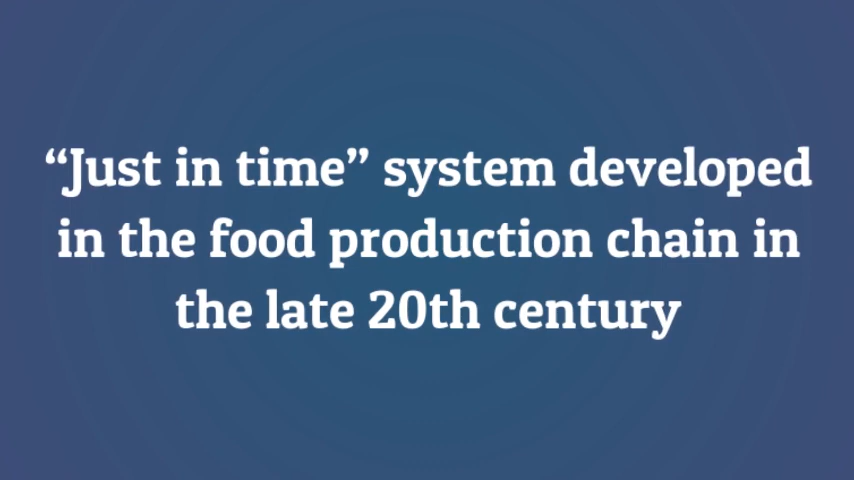 “Just in time” system developed
in the food production chain in
the late 20th century